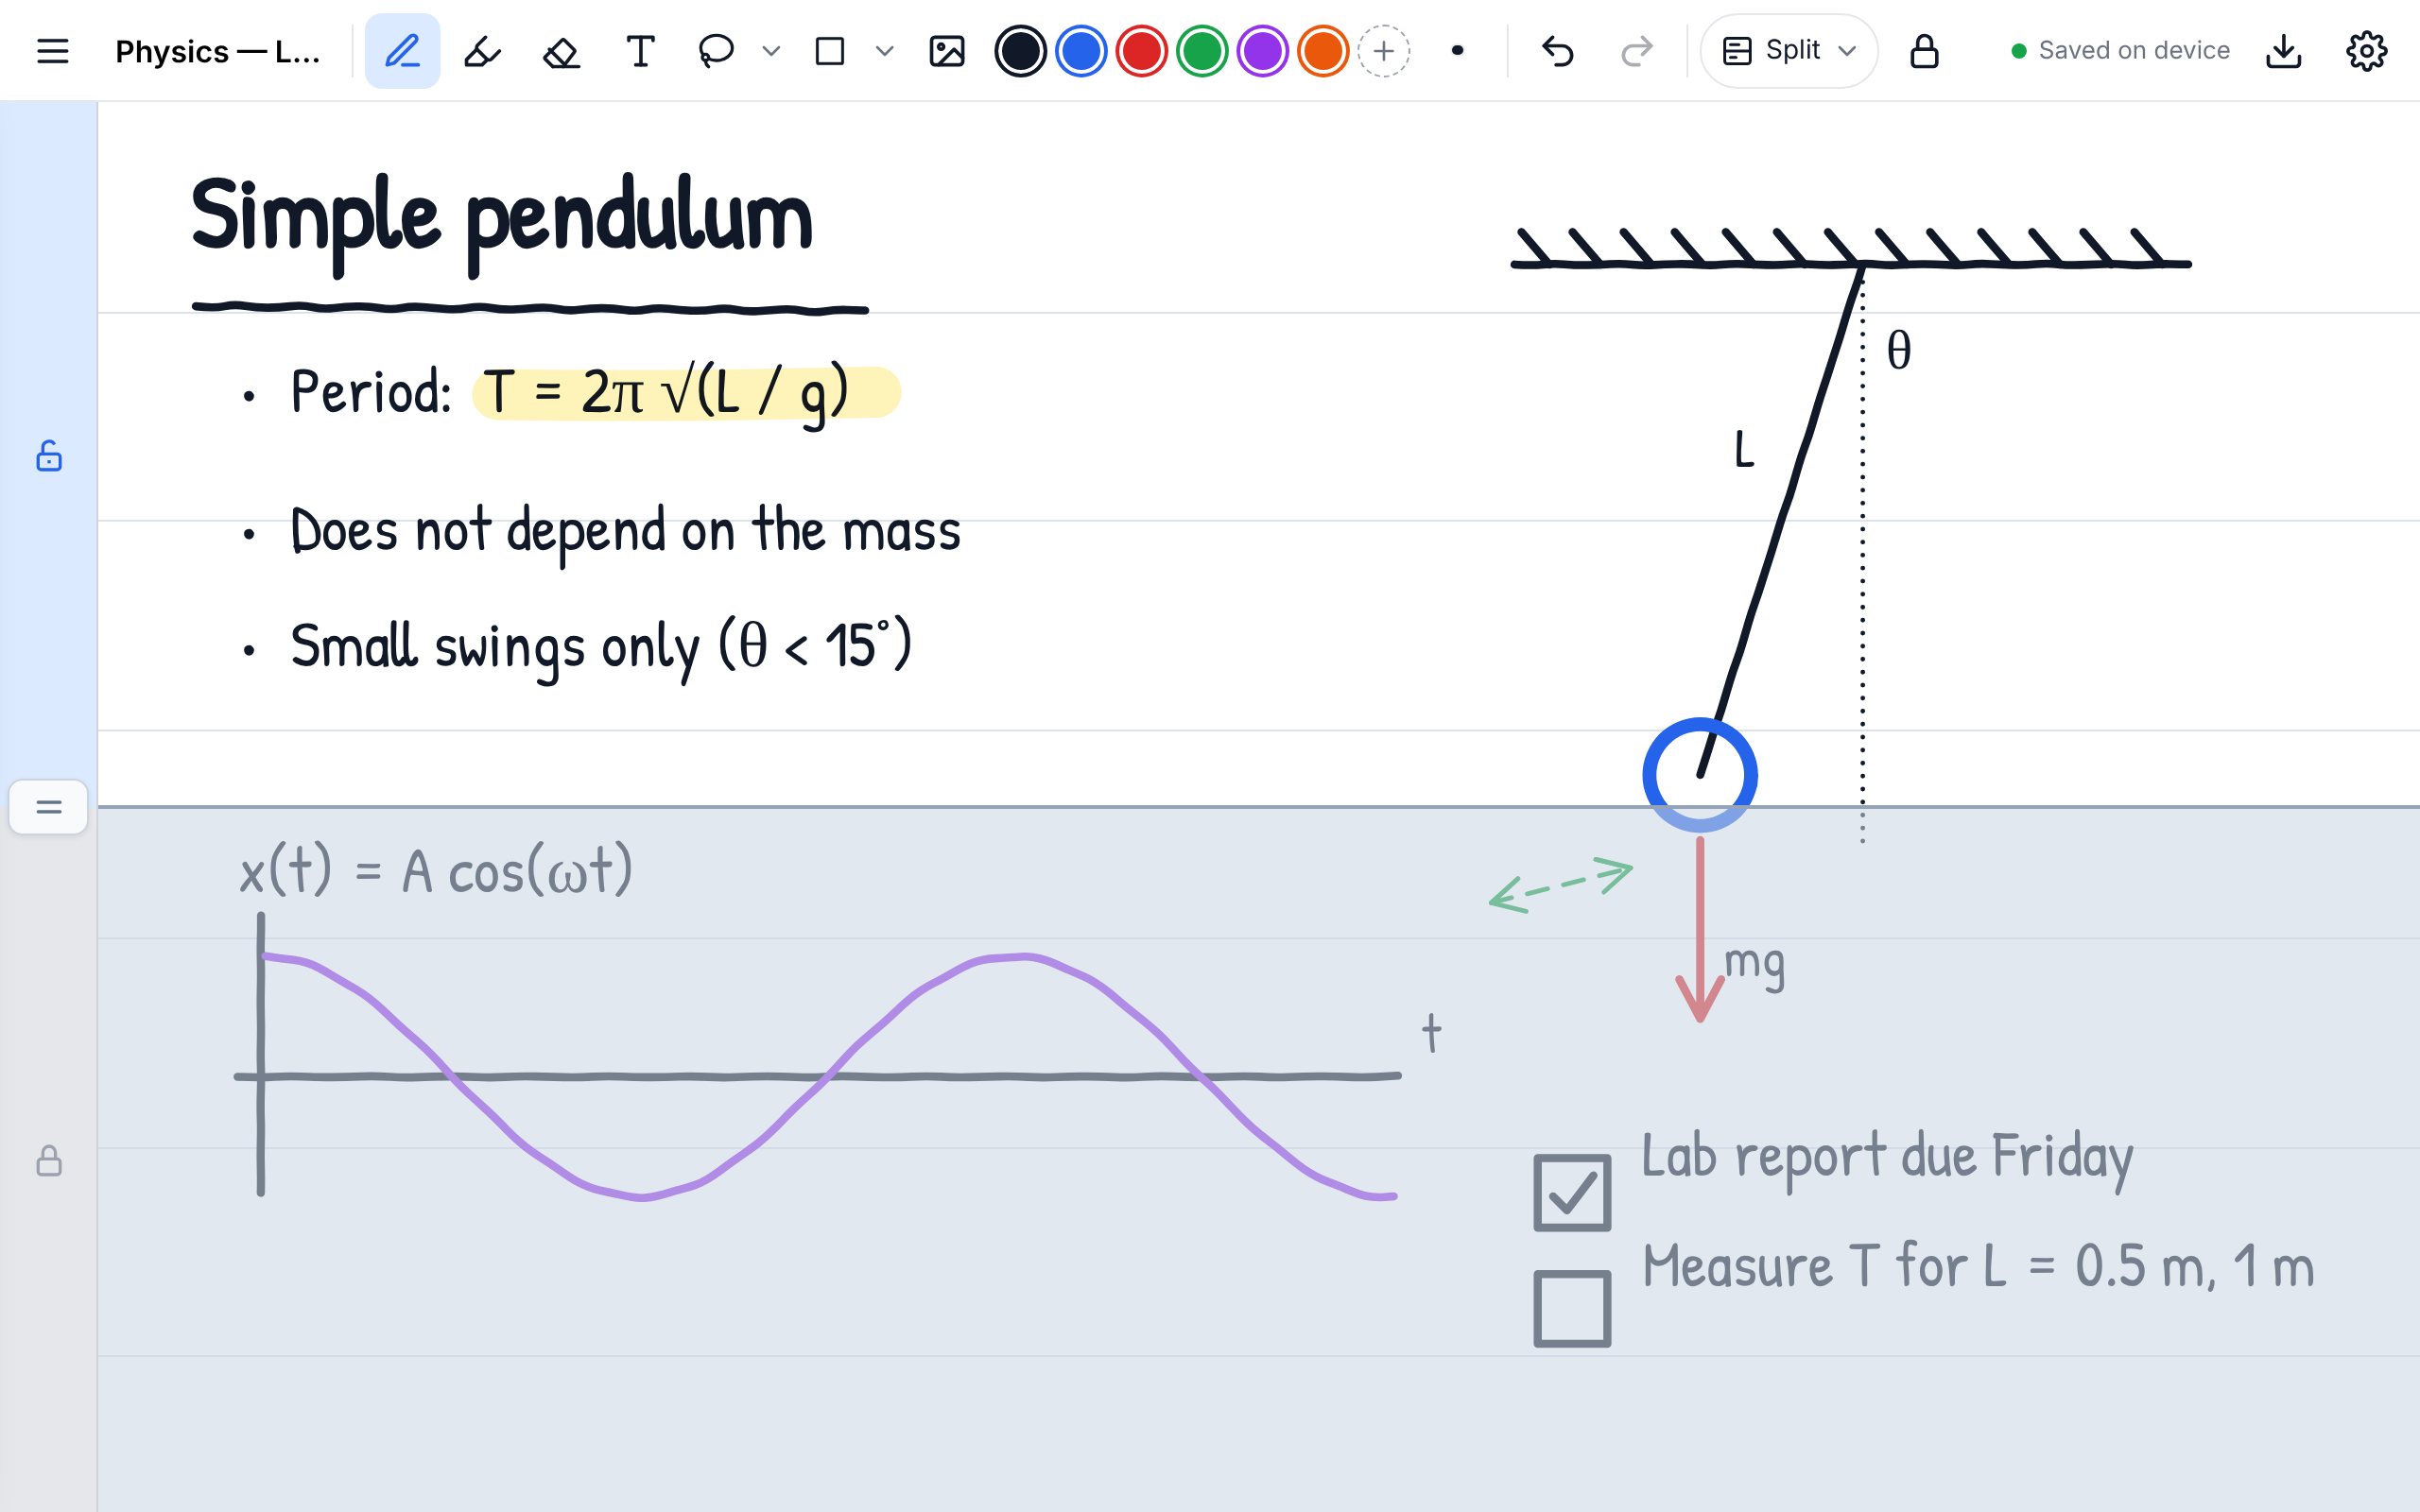 Physics — L...
Split
Saved on device
Simple pendulum
• Period: T = 2π √(L / g)
• Does not depend on the mass
• Small swings only (θ < 15°)
θ
L
x(t) = A cos(ωt)
mg
t
Lab report due Friday
Measure T for L = 0.5 m, 1 m